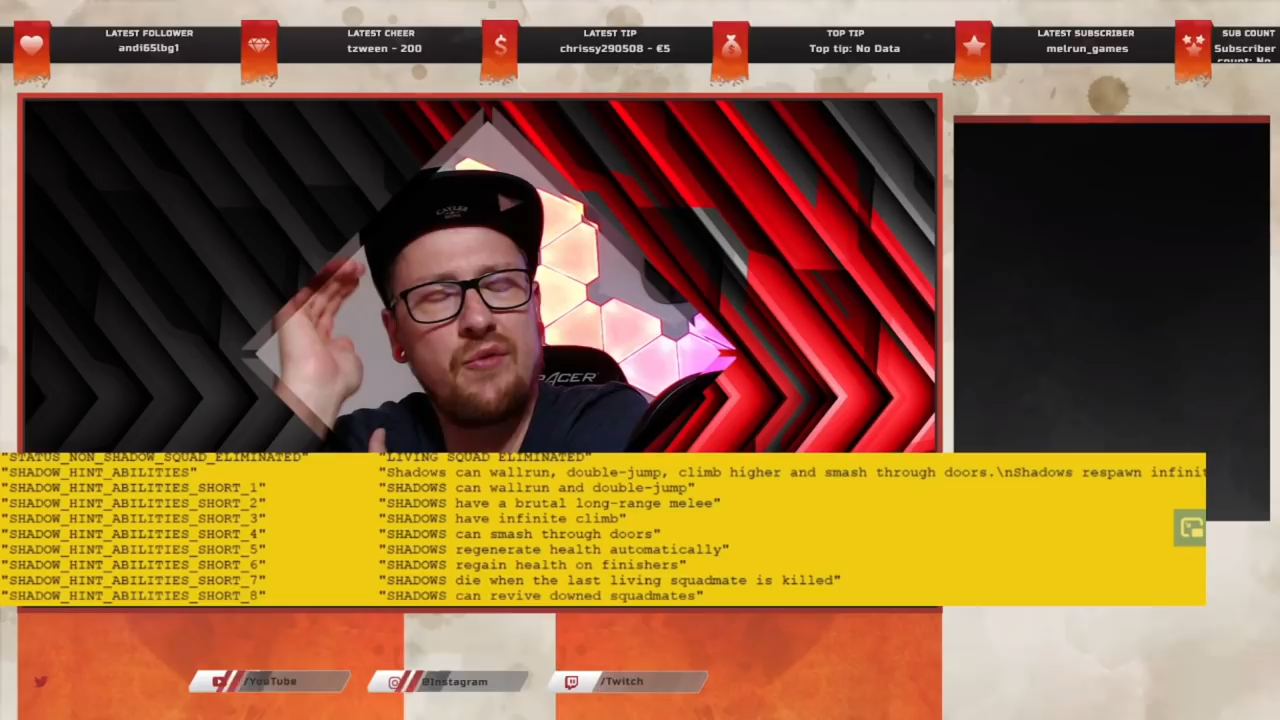 LATEST FOLLOWER
andi65lbg1
LATEST CHEER
tzween - 200
LATEST TIP
chrissy290508 - €5
TOP TIP
Top tip: No Data
LATEST SUBSCRIBER
melrun_games
SUB COUNT
Subscriber
count: No
CAYLER
ACER
"STATUS_NON_SHADOW_SQUAD_ELIMINATED" "LIVING SQUAD ELIMINATED"
"SHADOW_HINT_ABILITIES" "Shadows can wallrun, double-jump, climb higher and smash through doors.\nShadows respawn infinit
"SHADOW_HINT_ABILITIES_SHORT_1" "SHADOWS can wallrun and double-jump"
"SHADOW_HINT_ABILITIES_SHORT_2" "SHADOWS have a brutal long-range melee"
"SHADOW_HINT_ABILITIES_SHORT_3" "SHADOWS have infinite climb"
"SHADOW_HINT_ABILITIES_SHORT_4" "SHADOWS can smash through doors"
"SHADOW_HINT_ABILITIES_SHORT_5" "SHADOWS regenerate health automatically"
"SHADOW_HINT_ABILITIES_SHORT_6" "SHADOWS regain health on finishers"
"SHADOW_HINT_ABILITIES_SHORT_7" "SHADOWS die when the last living squadmate is killed"
"SHADOW_HINT_ABILITIES_SHORT_8" "SHADOWS can revive downed squadmates"
/YouTube
@Instagram
/Twitch